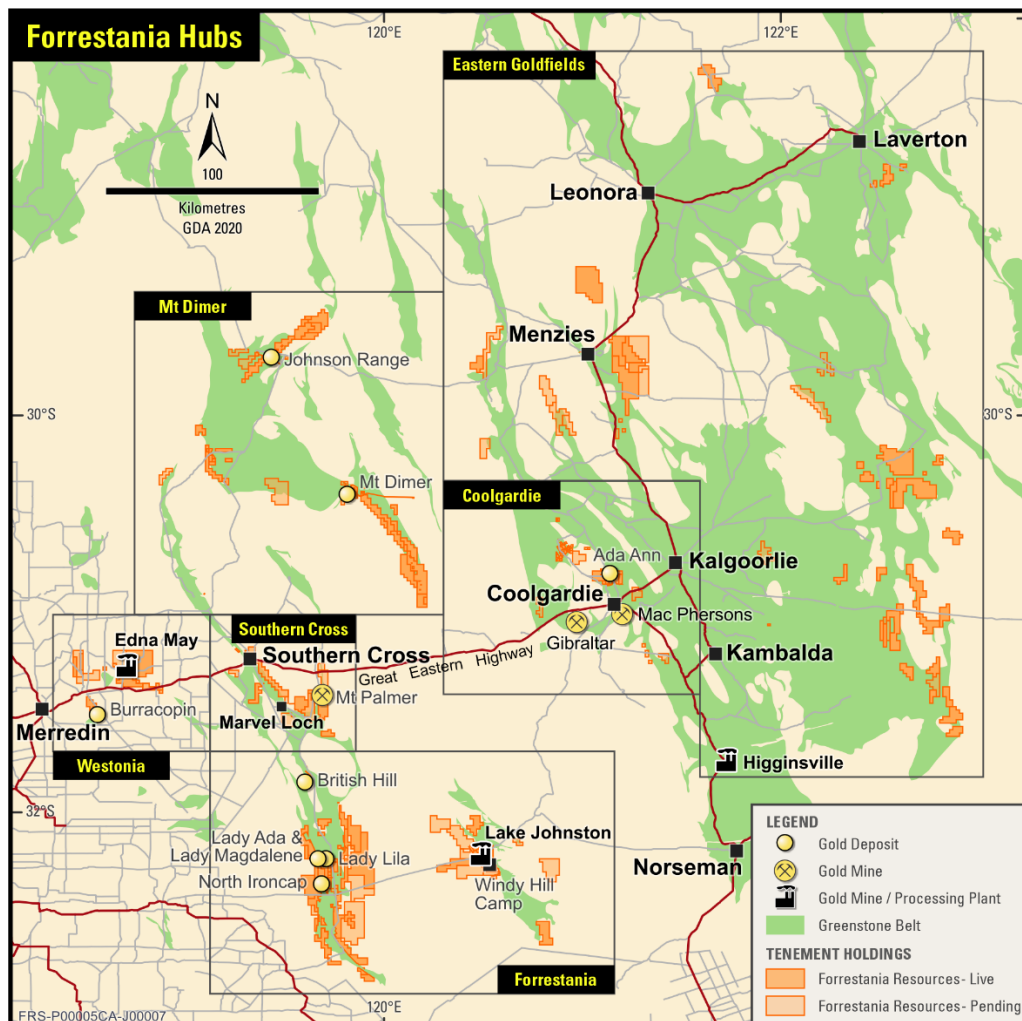 Forrestania Hubs
120°E
122°E
Eastern Goldfields
N
100
Kilometres
GDA 2020
Laverton
Leonora
Mt Dimer
Johnson Range
Menzies
30°S
30°S
Mt Dimer
Coolgardie
Ada Ann
Kalgoorlie
Coolgardie
Mac Phersons
Gibraltar
Edna May
Southern Cross
Southern Cross
Great Eastern Highway
Kambalda
Mt Palmer
Burracopin
Marvel Loch
Merredin
Westonia
Higginsville
British Hill
32°S
Lady Ada &
Lady Magdalene
Lady Lila
North Ironcap
Lake Johnston
Windy Hill
Camp
Norseman
Forrestania
120°E
FRS-P00005CA-J00007
LEGEND
Gold Deposit
Gold Mine
Gold Mine / Processing Plant
Greenstone Belt
TENEMENT HOLDINGS
Forrestania Resources- Live
Forrestania Resources- Pending